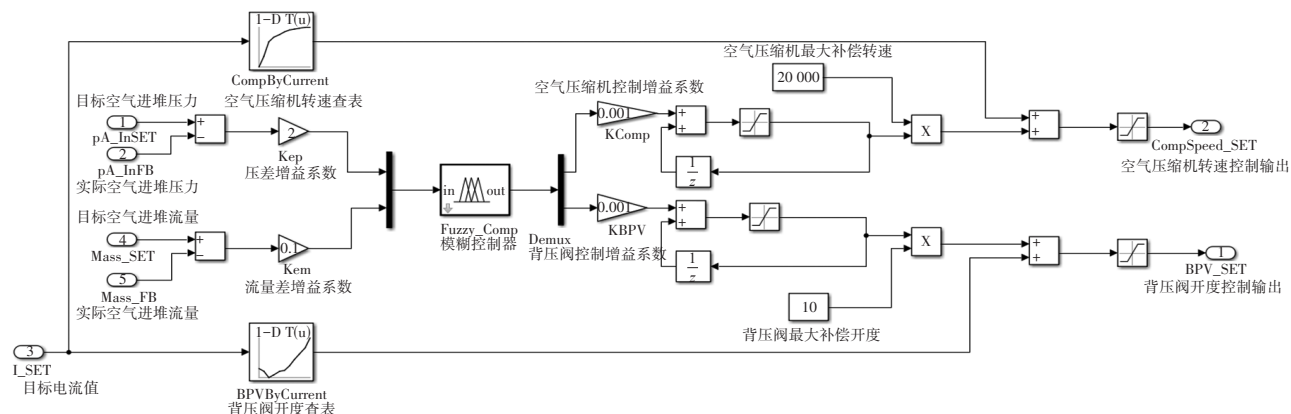 1-D T(u)
CompByCurrent
空气压缩机转速查表
目标空气进堆压力
1
pA_InSET
2
pA_InFB
实际空气进堆压力
+
−
2
Kep
压差增益系数
目标空气进堆流量
4
Mass_SET
5
Mass_FB
实际空气进堆流量
+
−
0.1
Kem
流量差增益系数
3
I_SET
目标电流值
1-D T(u)
BPVByCurrent
背压阀开度查表
in
out
Fuzzy_Comp
模糊控制器
Demux
空气压缩机控制增益系数
0.001
KComp
+
+
1
z
0.001
KBPV
背压阀控制增益系数
+
+
1
z
空气压缩机最大补偿转速
20 000
X
X
10
背压阀最大补偿开度
+
+
2
CompSpeed_SET
空气压缩机转速控制输出
+
+
1
BPV_SET
背压阀开度控制输出